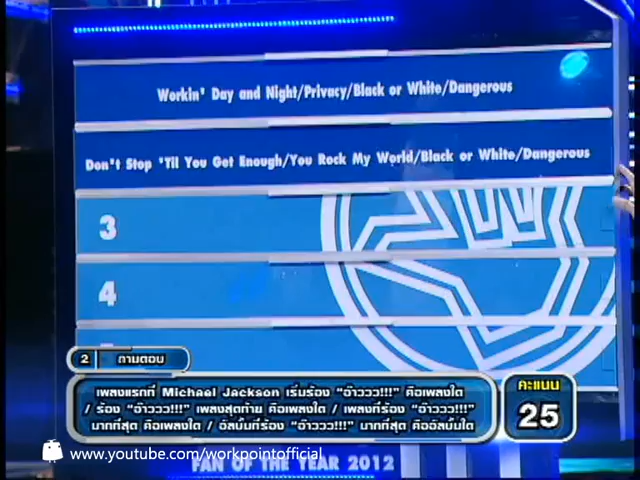 Workin' Day and Night/Privacy/Black or White/Dangerous
Don't Stop 'Til You Get Enough/You Rock My World/Black or White/Dangerous
3
4
2 ถามตอบ
เพลงแรกที่ Michael Jackson เริ่มร้อง "อ๊าววว!!!" คือเพลงใด
/ ร้อง "อ๊าววว!!!" เพลงสุดท้าย คือเพลงใด / เพลงที่ร้อง "อ๊าววว!!!"
มากที่สุด คือเพลงใด / อัลบั้มที่ร้อง "อ๊าววว!!!" มากที่สุด คืออัลบั้มใด
คะแนน
25
www.youtube.com/workpointofficial
FAN OF THE YEAR 2012